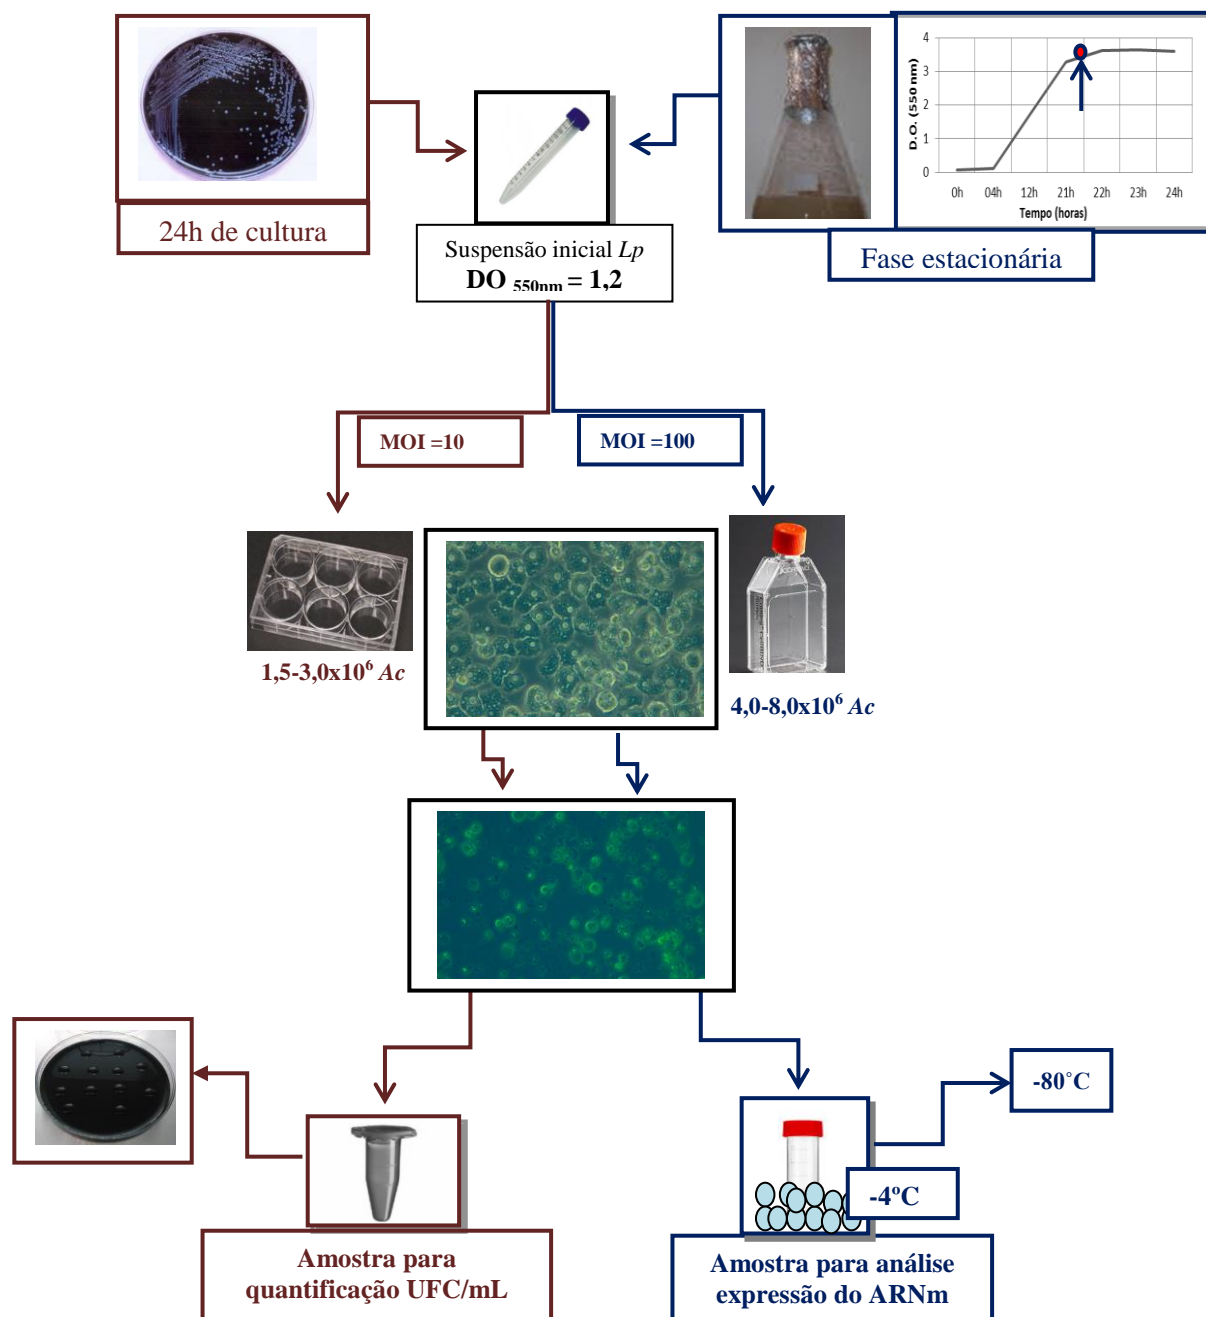 24h de cultura
Suspensão inicial Lp
DO 550nm = 1,2
D.O. (550 nm)
4
3
2
1
0
0h 04h 12h 21h 22h 23h 24h
Tempo (horas)
Fase estacionária
MOI =10
MOI =100
1,5-3,0x10⁶ Ac
4,0-8,0x10⁶ Ac
-80˚C
-4ºC
Amostra para
quantificação UFC/mL
Amostra para análise
expressão do ARNm